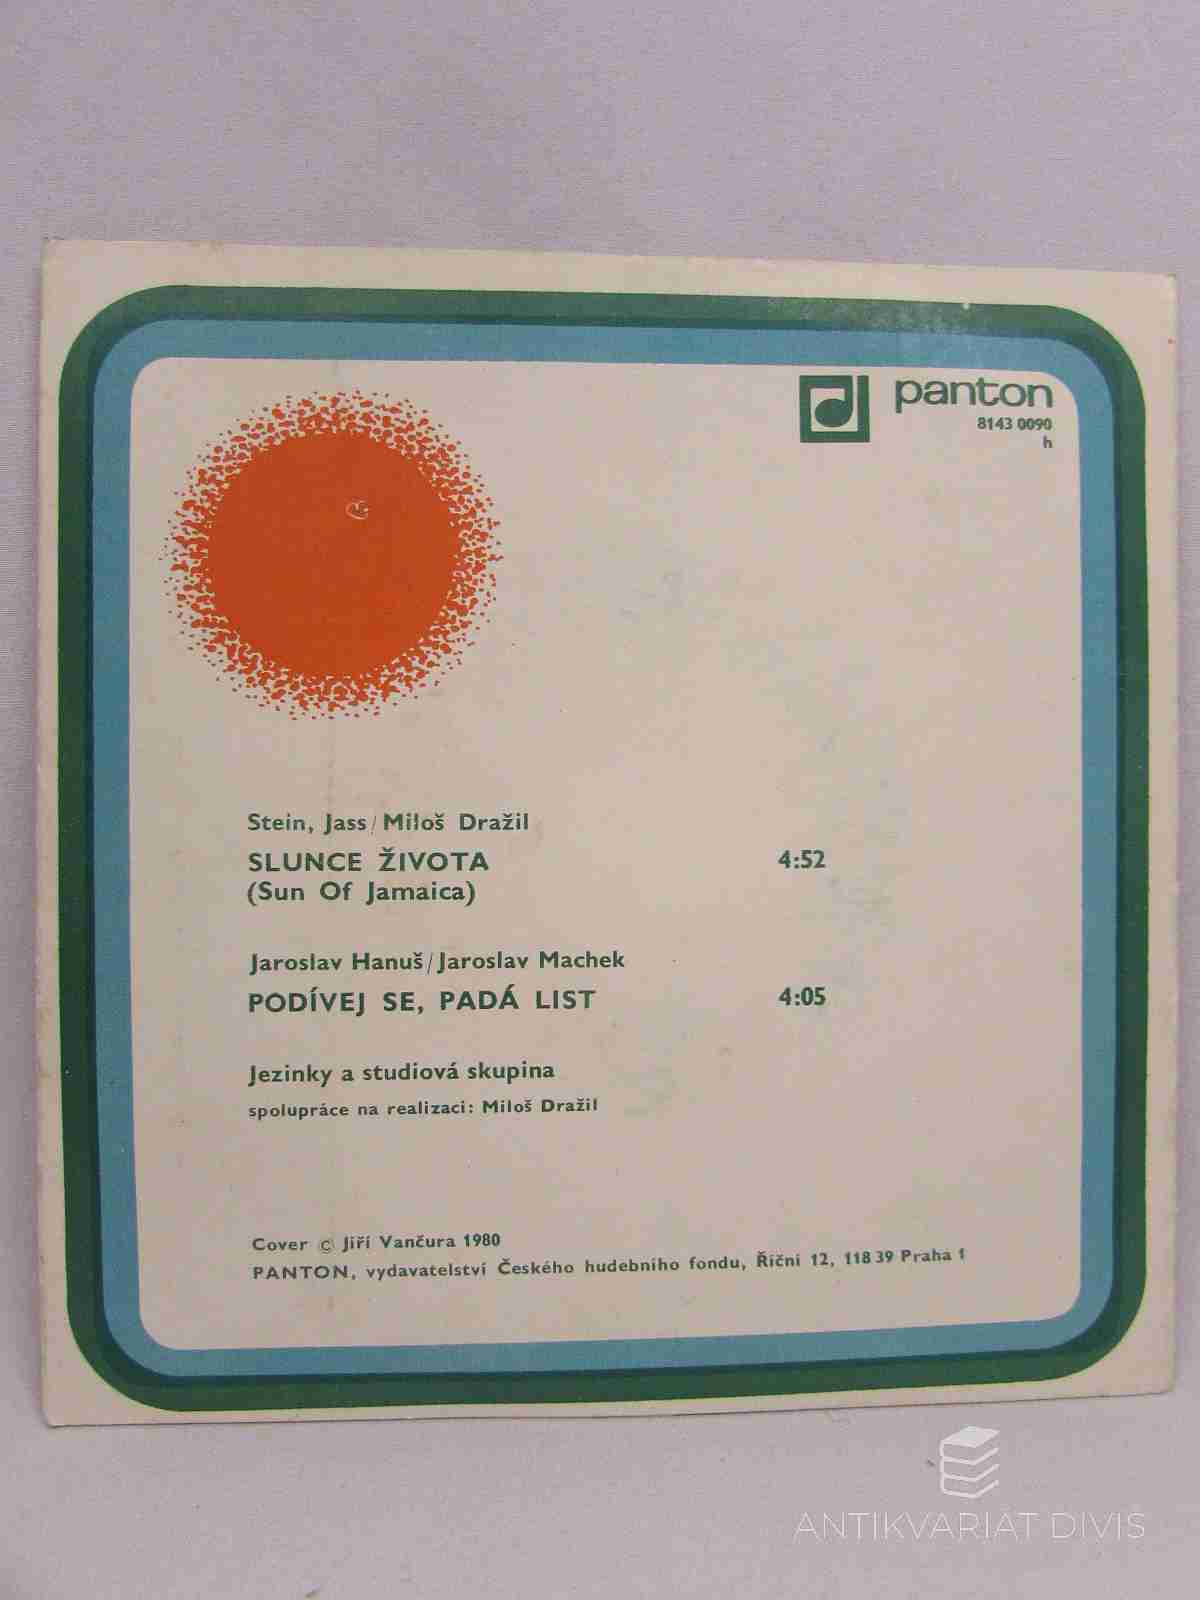 panton
8143 0090
h
Stein, Jass/Miloš Dražil
SLUNCE ŽIVOTA 4:52
(Sun Of Jamaica)
Jaroslav Hanuš/Jaroslav Machek
PODÍVEJ SE, PADÁ LIST 4:05
Jezinky a studiová skupina
spolupráce na realizaci: Miloš Dražil
Cover © Jiří Vančura 1980
PANTON, vydavatelství Českého hudebního fondu, Říční 12, 118 39 Praha 1
ANTIKVARIÁT DIVIŠ